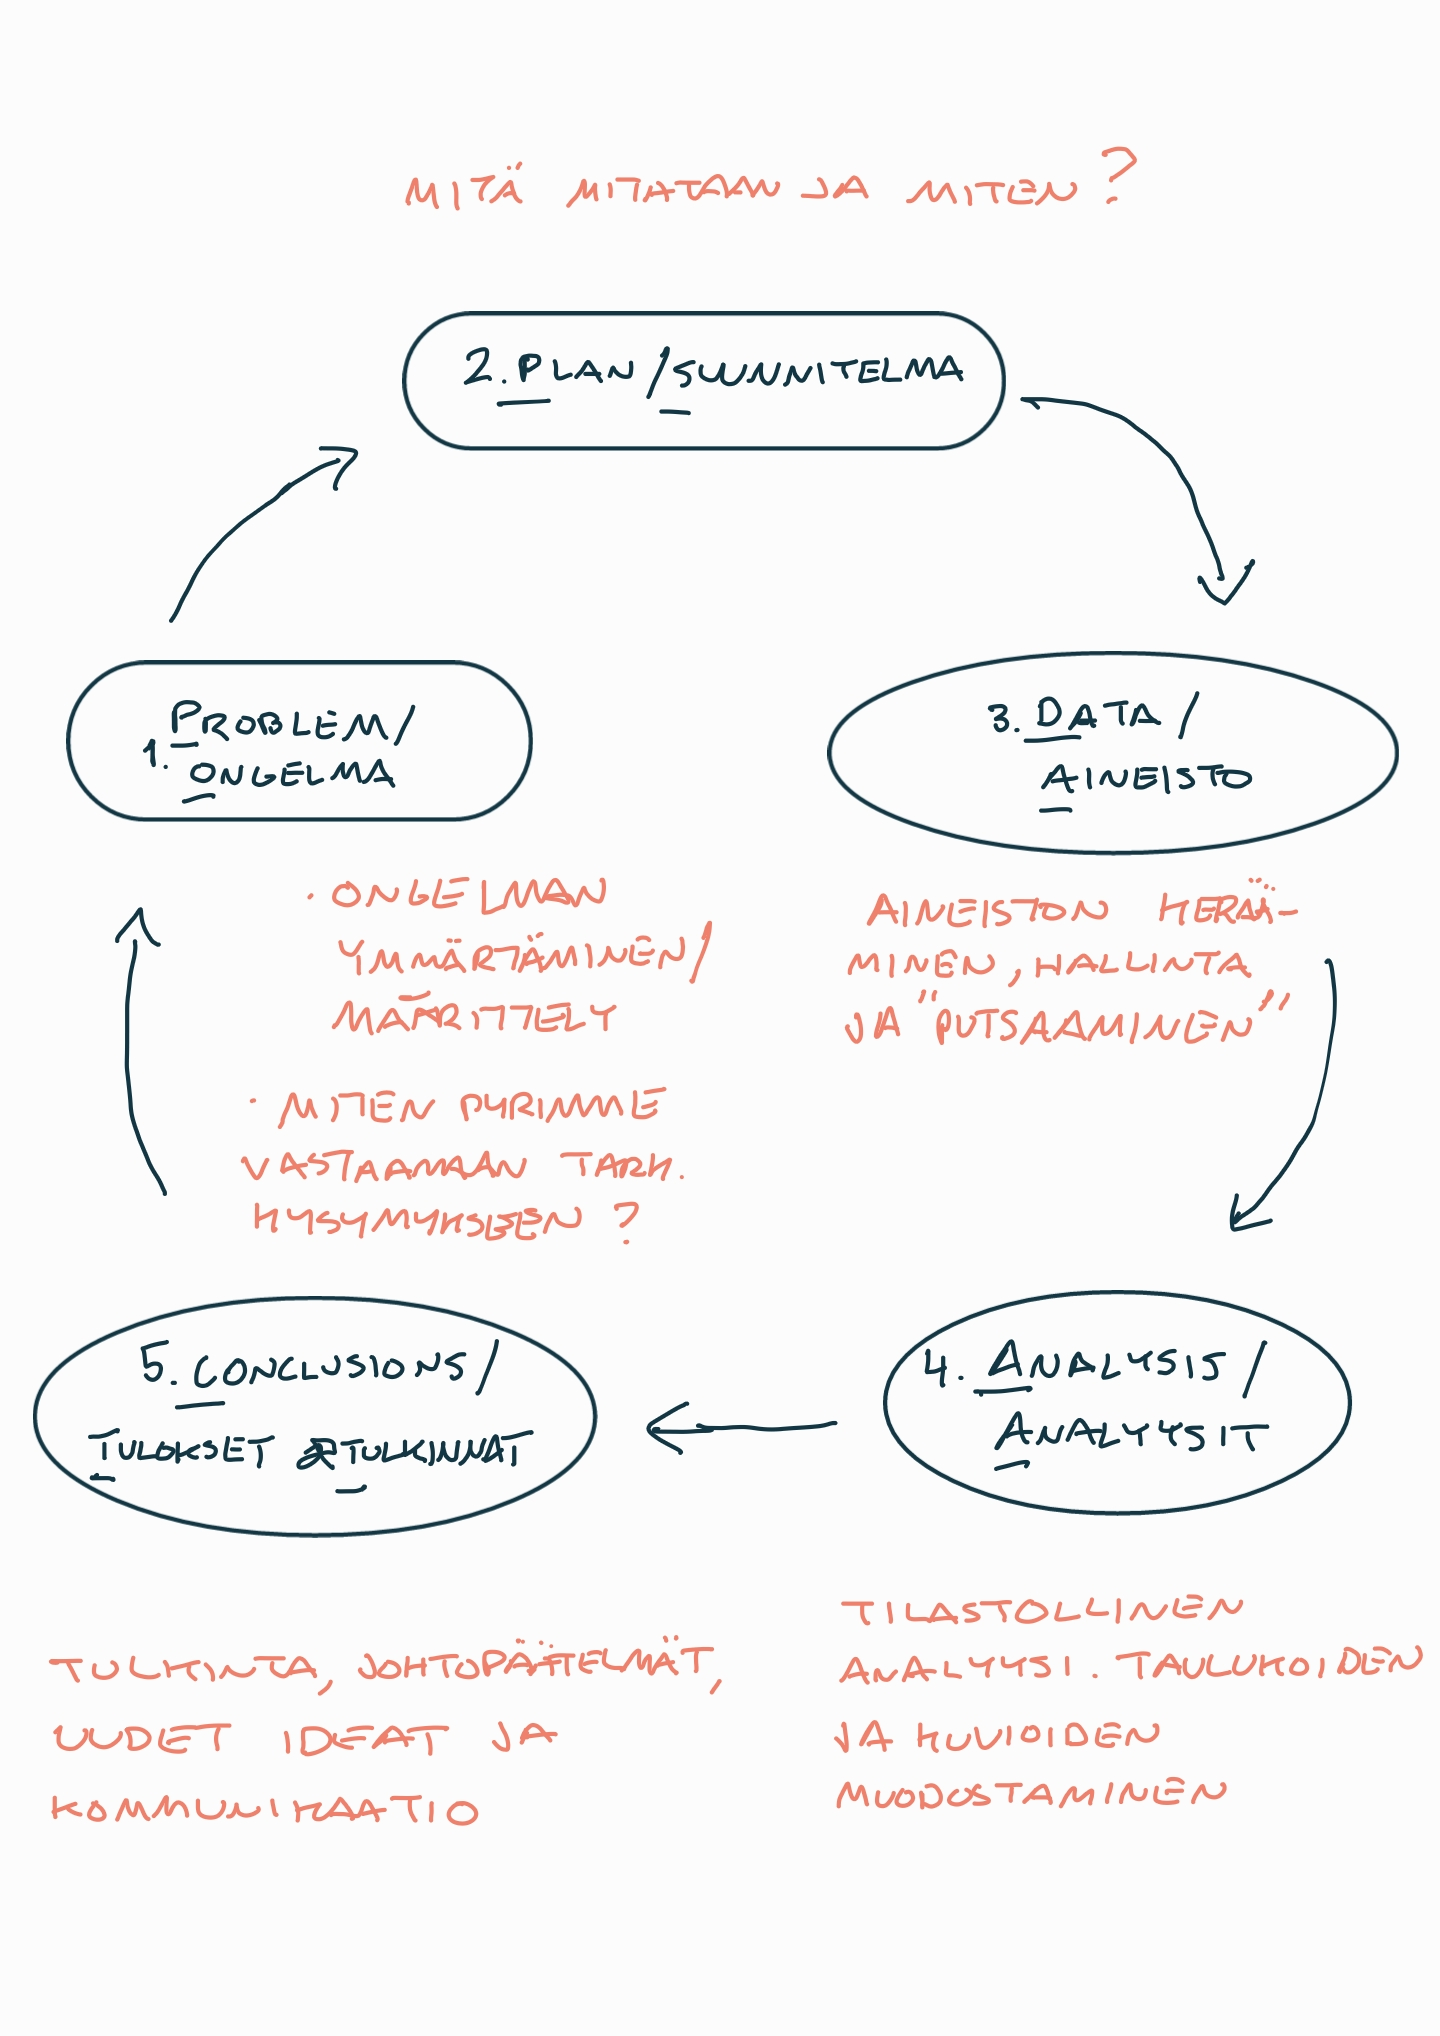 MITÄ MITATAAN JA MITEN?
2. PLAN / SUUNNITELMA
1. PROBLEM /
ONGELMA
3. DATA /
AINEISTO
· ONGELMAN
YMMÄRTÄMINEN /
MÄÄRITTELY
· MITEN PYRIMME
VASTAAMAAN TARK.
KYSYMYKSEEN?
AINEISTON KERÄÄ-
MINEN, HALLINTA
JA "PUTSAAMINEN"
5. CONCLUSIONS /
TULOKSET & TULKINNAT
4. ANALYSIS /
ANALYYSIT
TULKINTA, JOHTOPÄÄTELMÄT,
UUDET IDEAT JA
KOMMUNIKAATIO
TILASTOLLINEN
ANALYYSI. TAULUKOIDEN
JA KUVIOIDEN
MUODOSTAMINEN